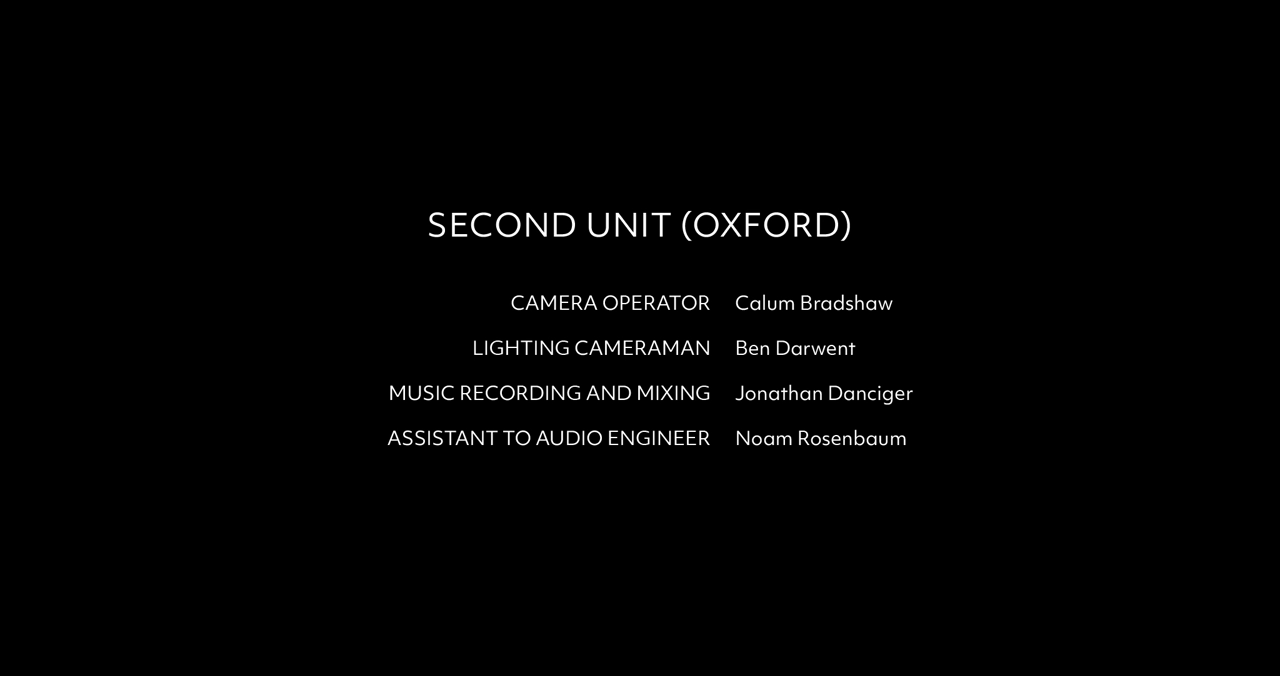 SECOND UNIT (OXFORD)
CAMERA OPERATOR Calum Bradshaw
LIGHTING CAMERAMAN Ben Darwent
MUSIC RECORDING AND MIXING Jonathan Danciger
ASSISTANT TO AUDIO ENGINEER Noam Rosenbaum